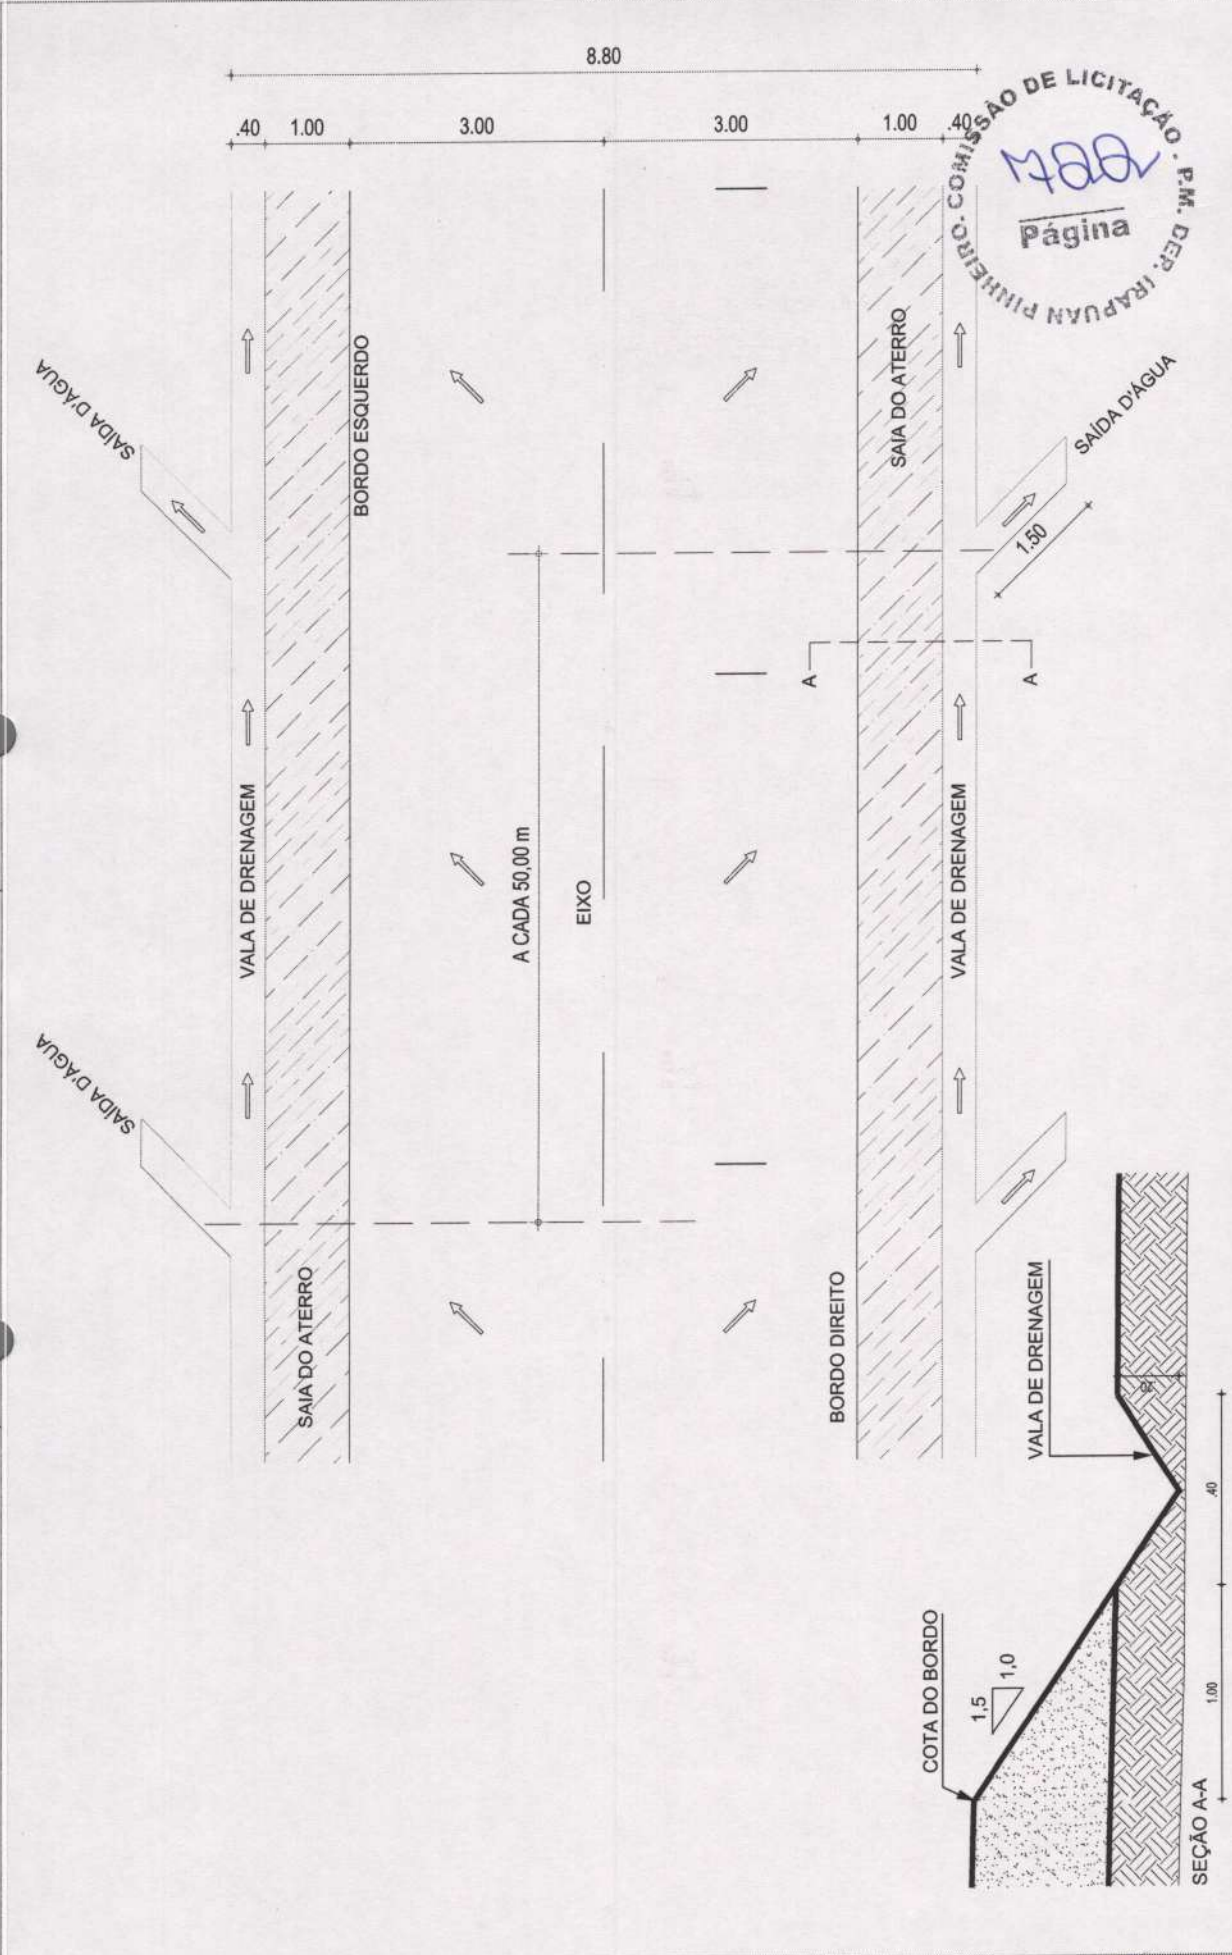 8.80
.40 1.00 3.00 3.00 1.00 .40
COMISSÃO DE LICITAÇÃO - P.M. DEP. IRAPUAN PINHEIRO
722
Página
SAÍDA D'ÁGUA
BORDO ESQUERDO
SAIA DO ATERRO
SAÍDA D'ÁGUA
1.50
A
A
VALA DE DRENAGEM
A CADA 50,00 m
EIXO
VALA DE DRENAGEM
SAÍDA D'ÁGUA
SAIA DO ATERRO
BORDO DIREITO
VALA DE DRENAGEM
.40
COTA DO BORDO
1,5
1,0
1.00
SEÇÃO A-A